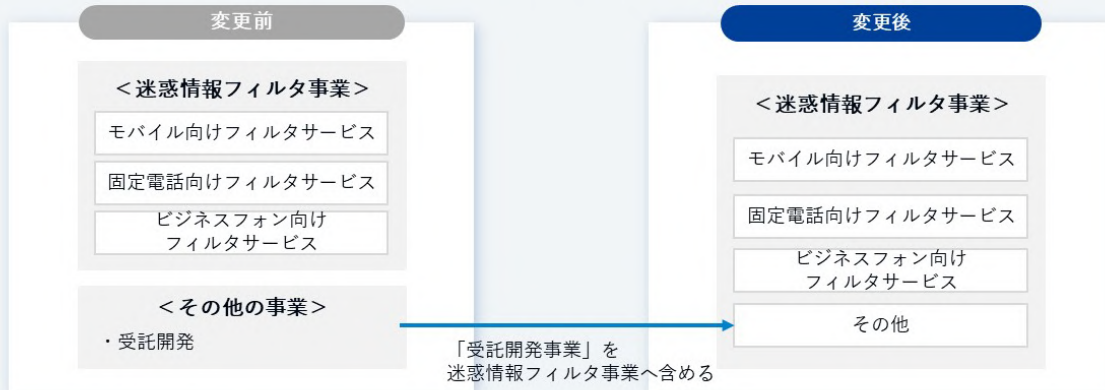 変更前
＜迷惑情報フィルタ事業＞
モバイル向けフィルタサービス
固定電話向けフィルタサービス
ビジネスフォン向け
フィルタサービス
＜その他の事業＞
・受託開発
「受託開発事業」を
迷惑情報フィルタ事業へ含める
変更後
＜迷惑情報フィルタ事業＞
モバイル向けフィルタサービス
固定電話向けフィルタサービス
ビジネスフォン向け
フィルタサービス
その他